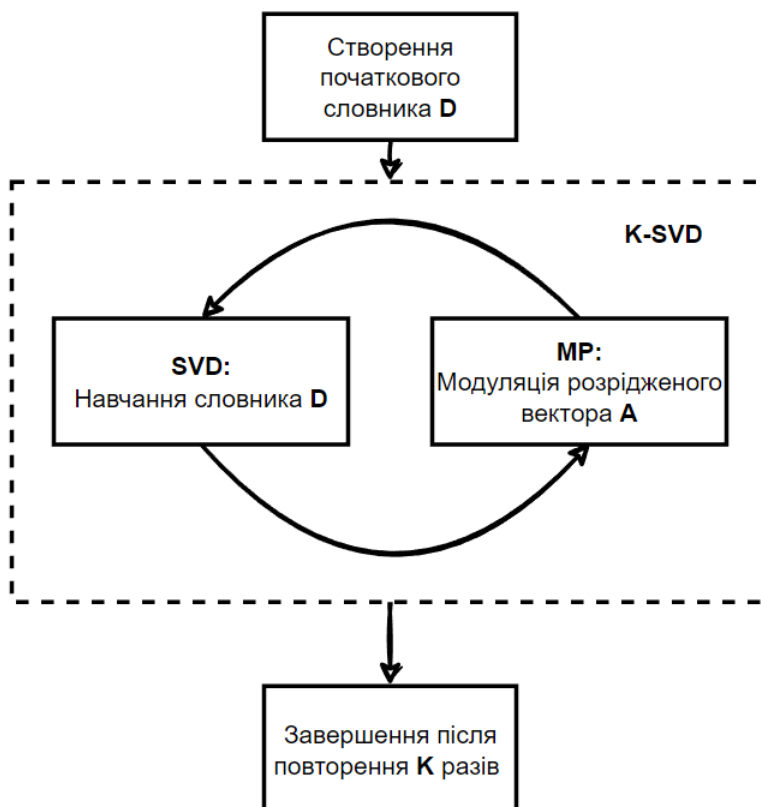 Створення
початкового
словника D
K-SVD
SVD:
Навчання словника D
MP:
Модуляція розрідженого
вектора A
Завершення після
повторення K разів